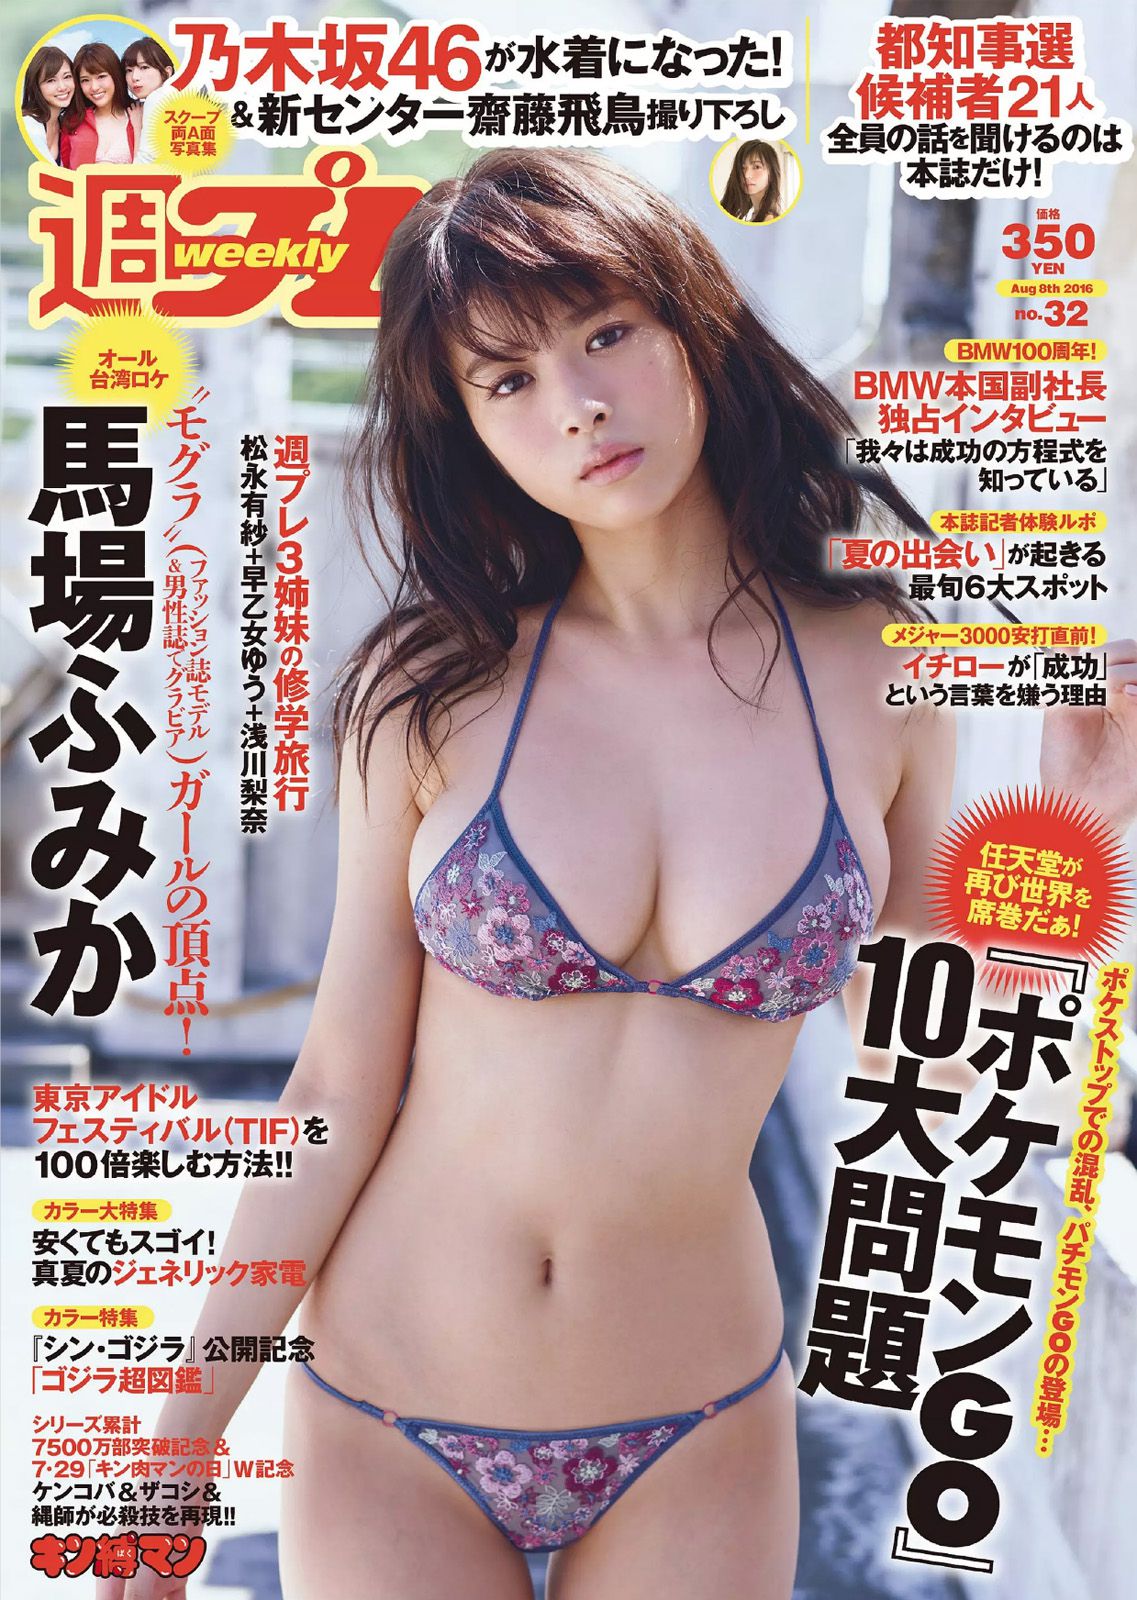 乃木坂46が水着になった!
&新センター齋藤飛鳥撮り下ろし
スクープ
両A面
写真集
都知事選
候補者21人
全員の話を聞けるのは
本誌だけ!
週プレ
weekly
価格
350
YEN
Aug 8th 2016
no.32
オール
台湾ロケ
馬場ふみか
〝モグラ〟(ファッション誌モデル&男性誌でグラビア)ガールの頂点!
週プレ3姉妹の修学旅行
松永有紗+早乙女ゆう+浅川梨奈
BMW100周年!
BMW本国副社長
独占インタビュー
「我々は成功の方程式を
知っている」
本誌記者体験ルポ
「夏の出会い」が起きる
最旬6大スポット
メジャー3000安打直前!
イチローが「成功」
という言葉を嫌う理由
任天堂が
再び世界を
席巻だぁ!
ポケストップでの混乱、パチモンGOの登場…
『ポケモンGO』
10大問題
東京アイドル
フェスティバル(TIF)を
100倍楽しむ方法!!
カラー大特集
安くてもスゴイ!
真夏のジェネリック家電
カラー特集
『シン・ゴジラ』公開記念
「ゴジラ超図鑑」
シリーズ累計
7500万部突破記念&
7・29「キン肉マンの日」W記念
ケンコバ&ザコシ&
縄師が必殺技を再現!!
キン縛マン
ばく